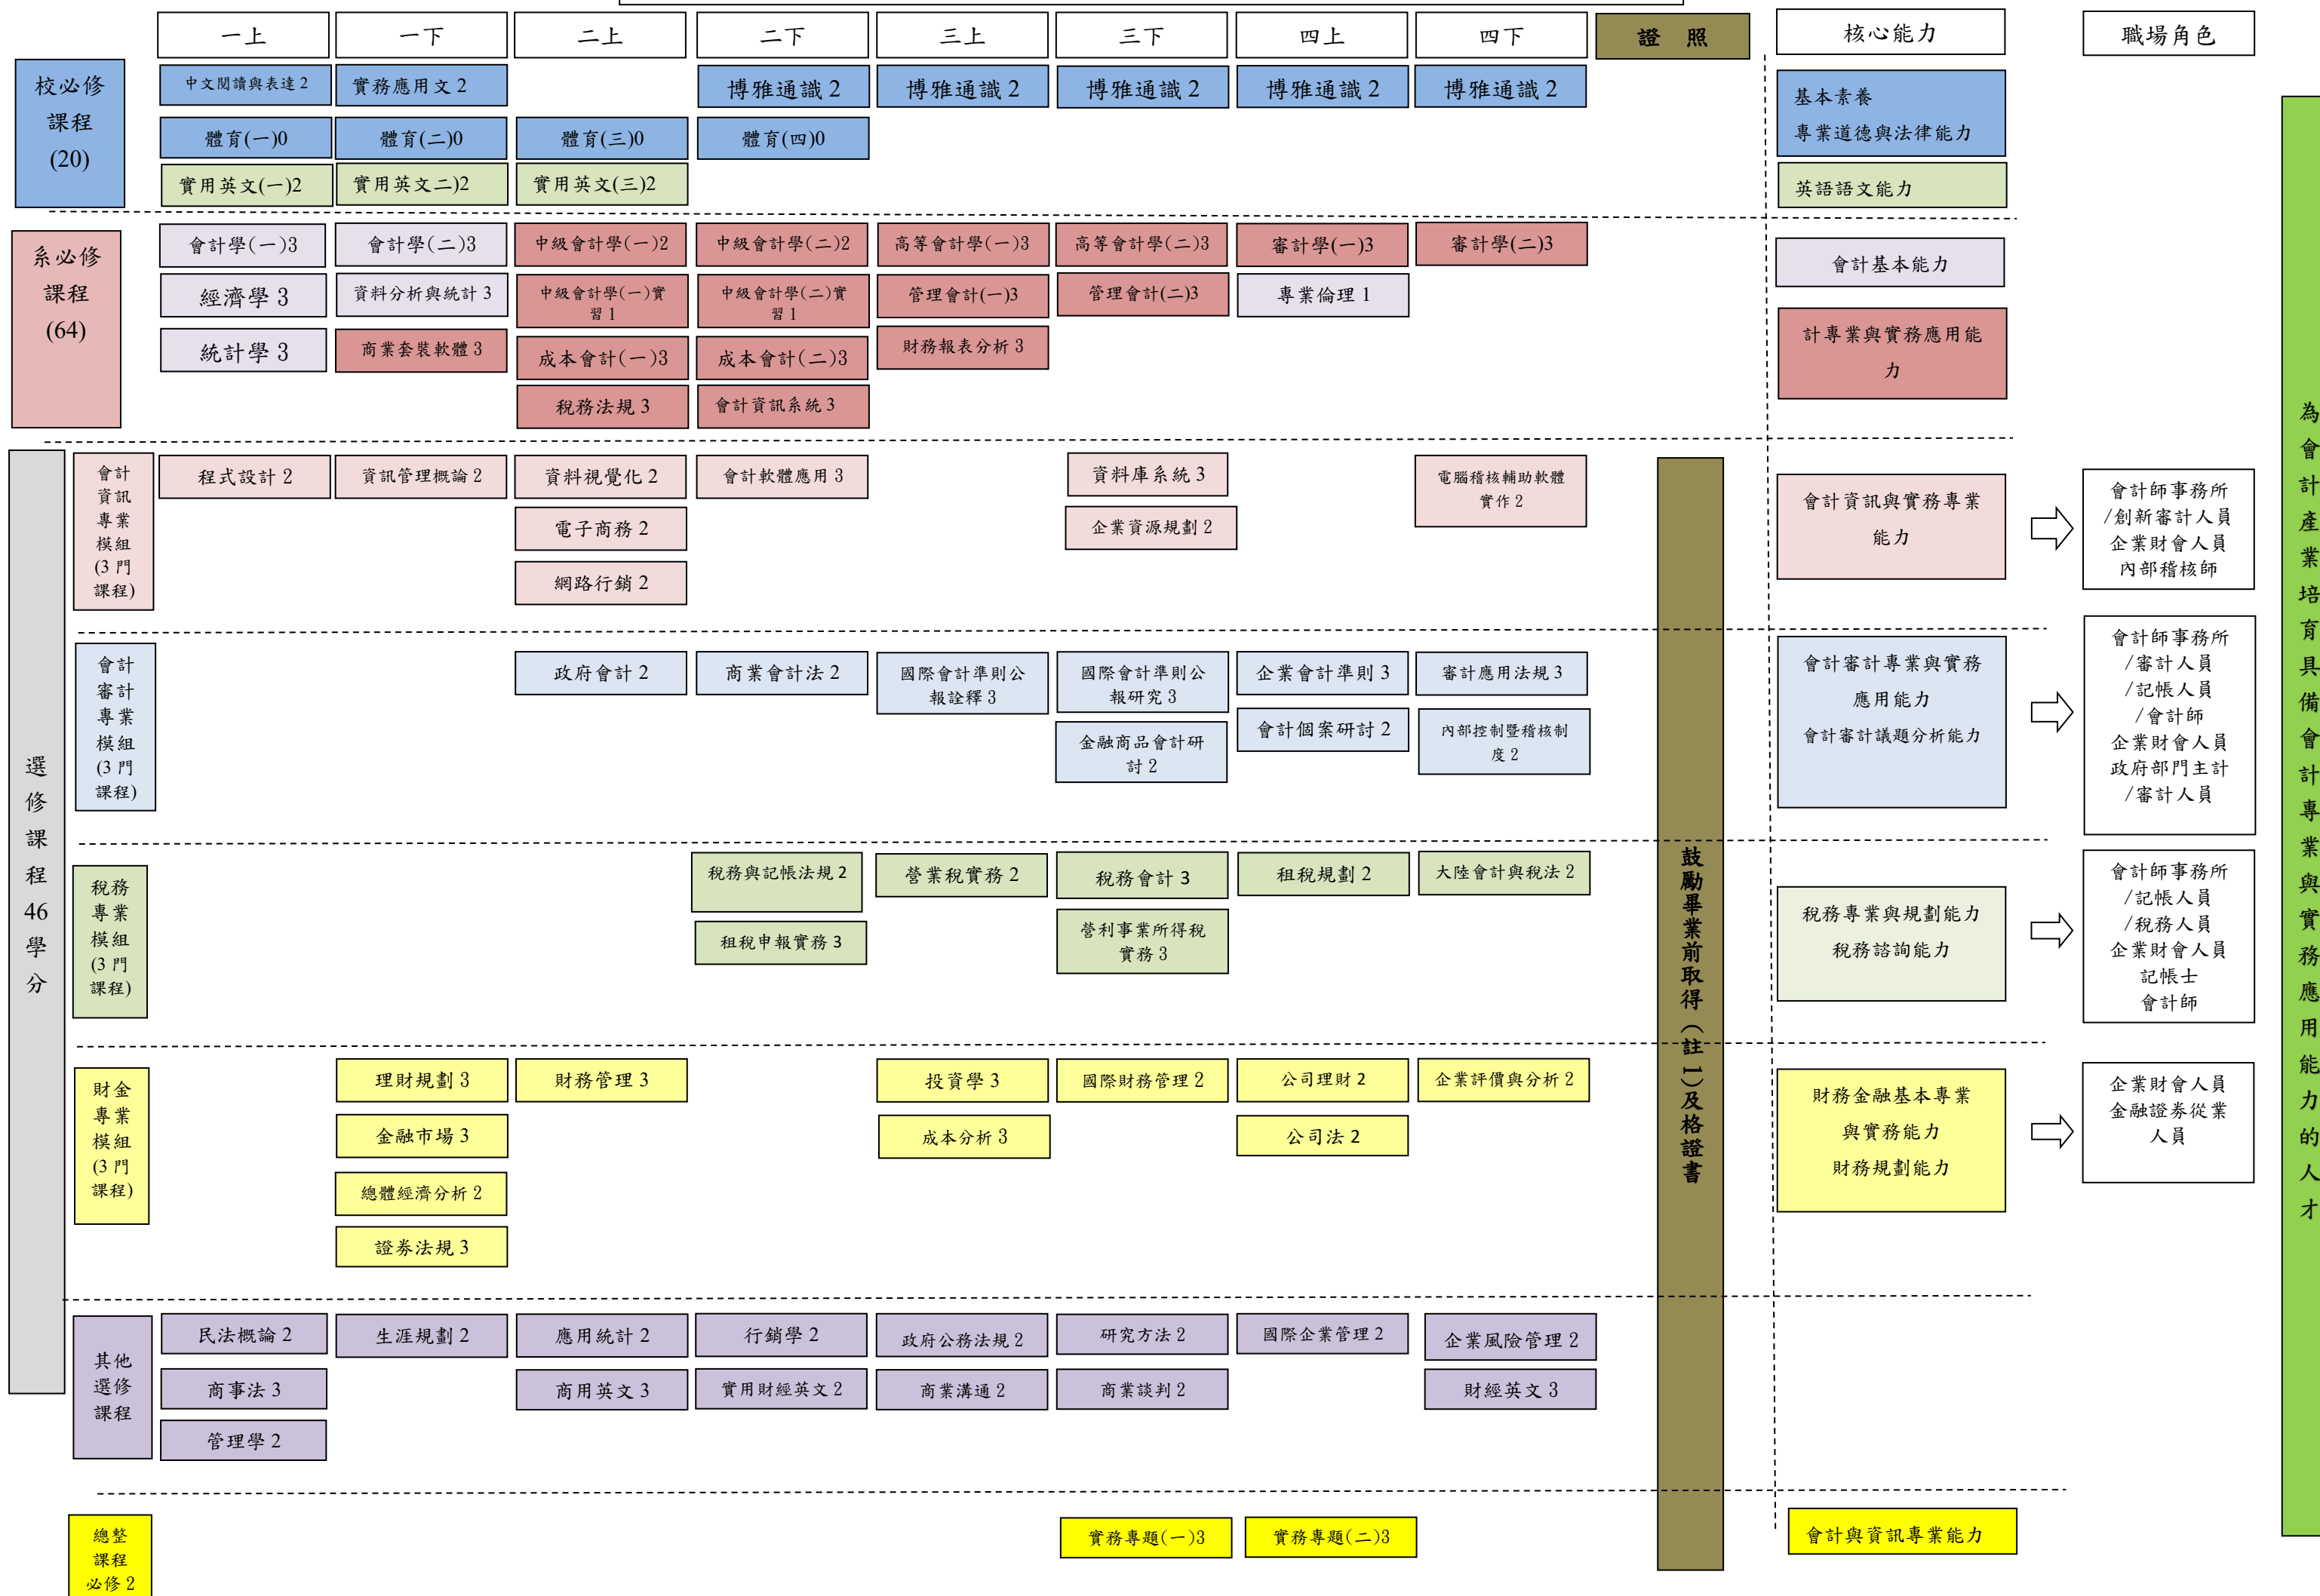 一上
一下
二上
二下
三上
三下
四上
四下
證 照
核心能力
職場角色
校必修
課程
(20)
中文閱讀與表達 2
實務應用文 2
博雅通識 2
博雅通識 2
博雅通識 2
博雅通識 2
博雅通識 2
體育(一)0
體育(二)0
體育(三)0
體育(四)0
實用英文(一)2
實用英文二)2
實用英文(三)2
基本素養
專業道德與法律能力
英語語文能力
系必修
課程
(64)
會計學(一)3
會計學(二)3
中級會計學(一)2
中級會計學(二)2
高等會計學(一)3
高等會計學(二)3
審計學(一)3
審計學(二)3
經濟學 3
資料分析與統計 3
中級會計學(一)實
習 1
中級會計學(二)實
習 1
管理會計(一)3
管理會計(二)3
專業倫理 1
統計學 3
商業套裝軟體 3
成本會計(一)3
成本會計(二)3
財務報表分析 3
稅務法規 3
會計資訊系統 3
會計基本能力
計專業與實務應用能
力
選
修
課
程
46
學
分
會計
資訊
專業
模組
(3 門
課程)
程式設計 2
資訊管理概論 2
資料視覺化 2
會計軟體應用 3
資料庫系統 3
電腦稽核輔助軟體
實作 2
電子商務 2
企業資源規劃 2
網路行銷 2
會計資訊與實務專業
能力
會計師事務所
/創新審計人員
企業財會人員
內部稽核師
會計
審計
專業
模組
(3 門
課程)
政府會計 2
商業會計法 2
國際會計準則公
報詮釋 3
國際會計準則公
報研究 3
企業會計準則 3
審計應用法規 3
金融商品會計研
討 2
會計個案研討 2
內部控制暨稽核制
度 2
會計審計專業與實務
應用能力
會計審計議題分析能力
會計師事務所
/審計人員
/記帳人員
/會計師
企業財會人員
政府部門主計
/審計人員
稅務
專業
模組
(3 門
課程)
稅務與記帳法規 2
營業稅實務 2
稅務會計 3
租稅規劃 2
大陸會計與稅法 2
租稅申報實務 3
營利事業所得稅
實務 3
稅務專業與規劃能力
稅務諮詢能力
會計師事務所
/記帳人員
/稅務人員
企業財會人員
記帳士
會計師
財金
專業
模組
(3 門
課程)
理財規劃 3
財務管理 3
投資學 3
國際財務管理 2
公司理財 2
企業評價與分析 2
金融市場 3
成本分析 3
公司法 2
總體經濟分析 2
證券法規 3
財務金融基本專業
與實務能力
財務規劃能力
企業財會人員
金融證券從業
人員
其他
選修
課程
民法概論 2
生涯規劃 2
應用統計 2
行銷學 2
政府公務法規 2
研究方法 2
國際企業管理 2
企業風險管理 2
商事法 3
商用英文 3
實用財經英文 2
商業溝通 2
商業談判 2
財經英文 3
管理學 2
總整
課程
必修 2
實務專題(一)3
實務專題(二)3
會計與資訊專業能力
鼓勵畢業前取得（註 1）及格證書
為會計產業培育具備會計專業與實務應用能力的人才